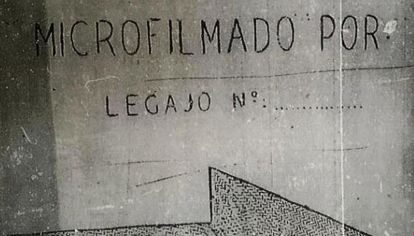 MICROFILMADO POR:
LEGAJO Nº:................